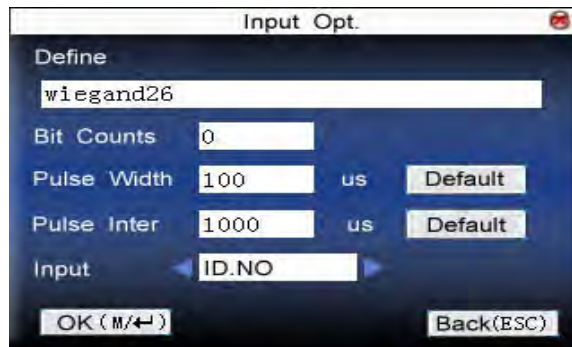 Input Opt.
Define
wiegand26
Bit Counts 0
Pulse Width 100 us Default
Pulse Inter 1000 us Default
Input ID.NO
OK(M/↵) Back(ESC)